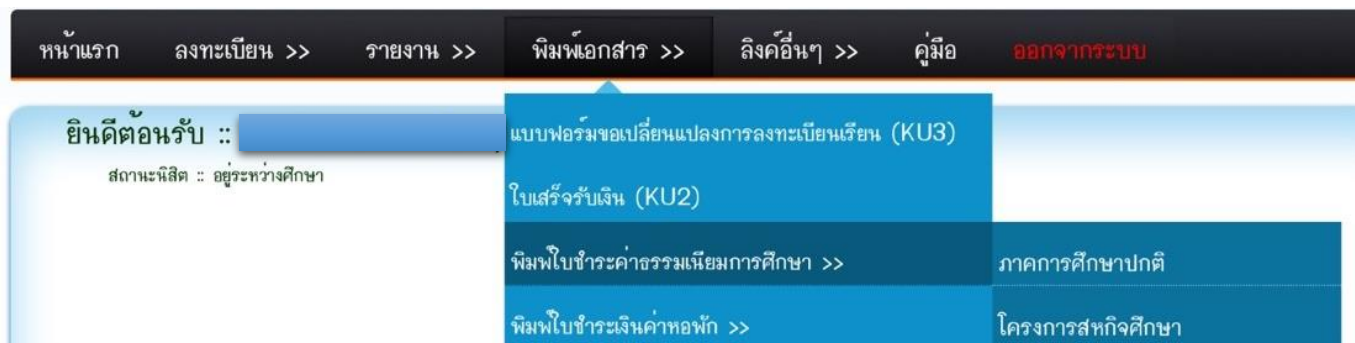 หน้าแรก ลงทะเบียน >> รายงาน >> พิมพ์เอกสาร >> ลิงค์อื่นๆ >> คู่มือ ออกจากระบบ
ยินดีต้อนรับ ::
สถานะนิสิต :: อยู่ระหว่างศึกษา
แบบฟอร์มขอเปลี่ยนแปลงการลงทะเบียนเรียน (KU3)
ใบเสร็จรับเงิน (KU2)
พิมพ์ใบชำระค่าธรรมเนียมการศึกษา >>
ภาคการศึกษาปกติ
พิมพ์ใบชำระเงินค่าหอพัก >>
โครงการสหกิจศึกษา